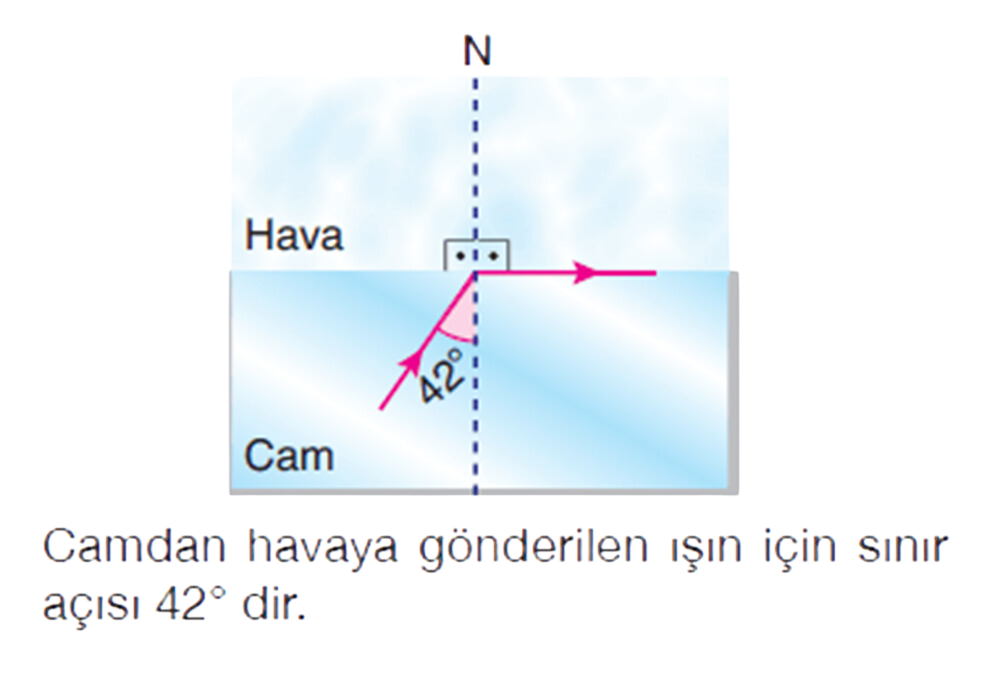 N
Hava
42°
Cam
Camdan havaya gönderilen ışın için sınır
açısı 42° dir.